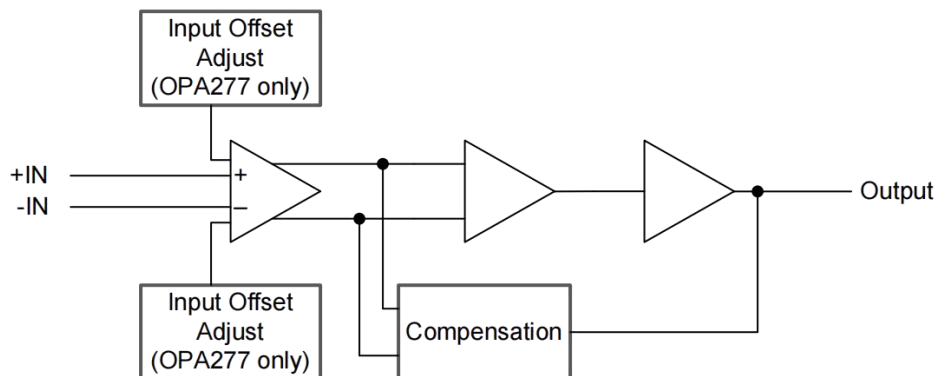 Input Offset
Adjust
(OPA277 only)
+IN
-IN
+
−
Output
Input Offset
Adjust
(OPA277 only)
Compensation